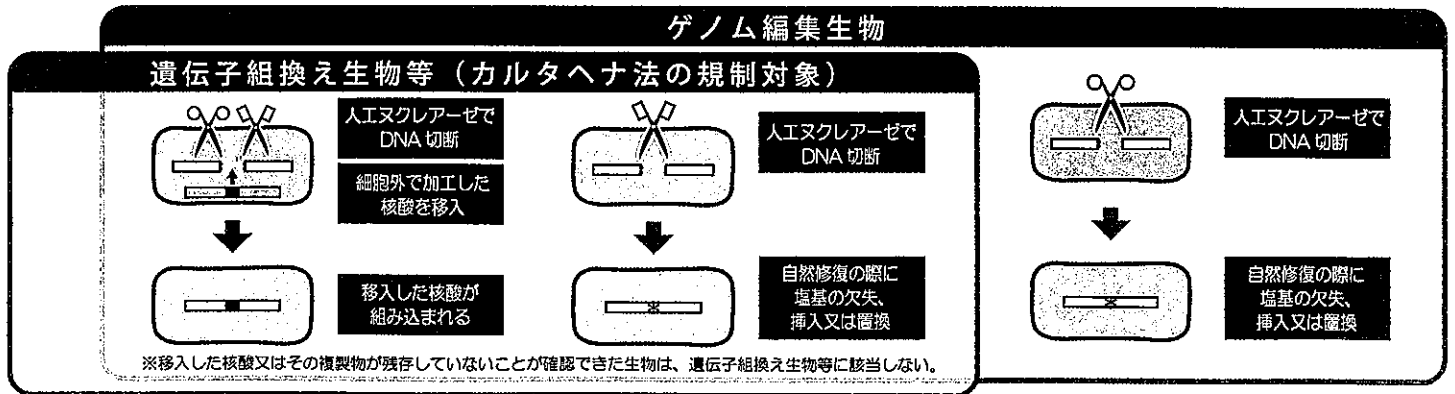 ゲノム編集生物
遺伝子組換え生物等（カルタヘナ法の規制対象）
人工ヌクレアーゼで
DNA 切断
細胞外で加工した
核酸を移入
移入した核酸が
組み込まれる
人工ヌクレアーゼで
DNA 切断
自然修復の際に
塩基の欠失、
挿入又は置換
※移入した核酸又はその複製物が残存していないことが確認できた生物は、遺伝子組換え生物等に該当しない。
人工ヌクレアーゼで
DNA 切断
自然修復の際に
塩基の欠失、
挿入又は置換